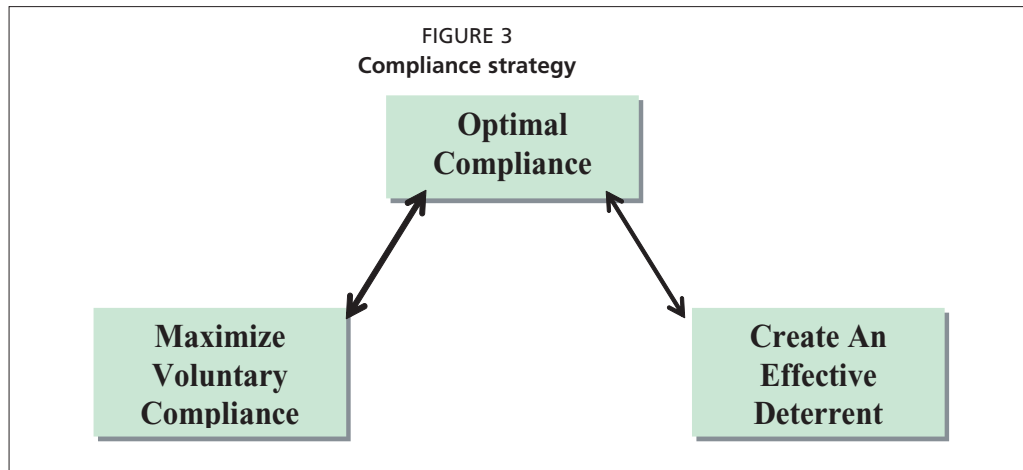 FIGURE 3
Compliance strategy
Optimal
Compliance
Maximize
Voluntary
Compliance
Create An
Effective
Deterrent